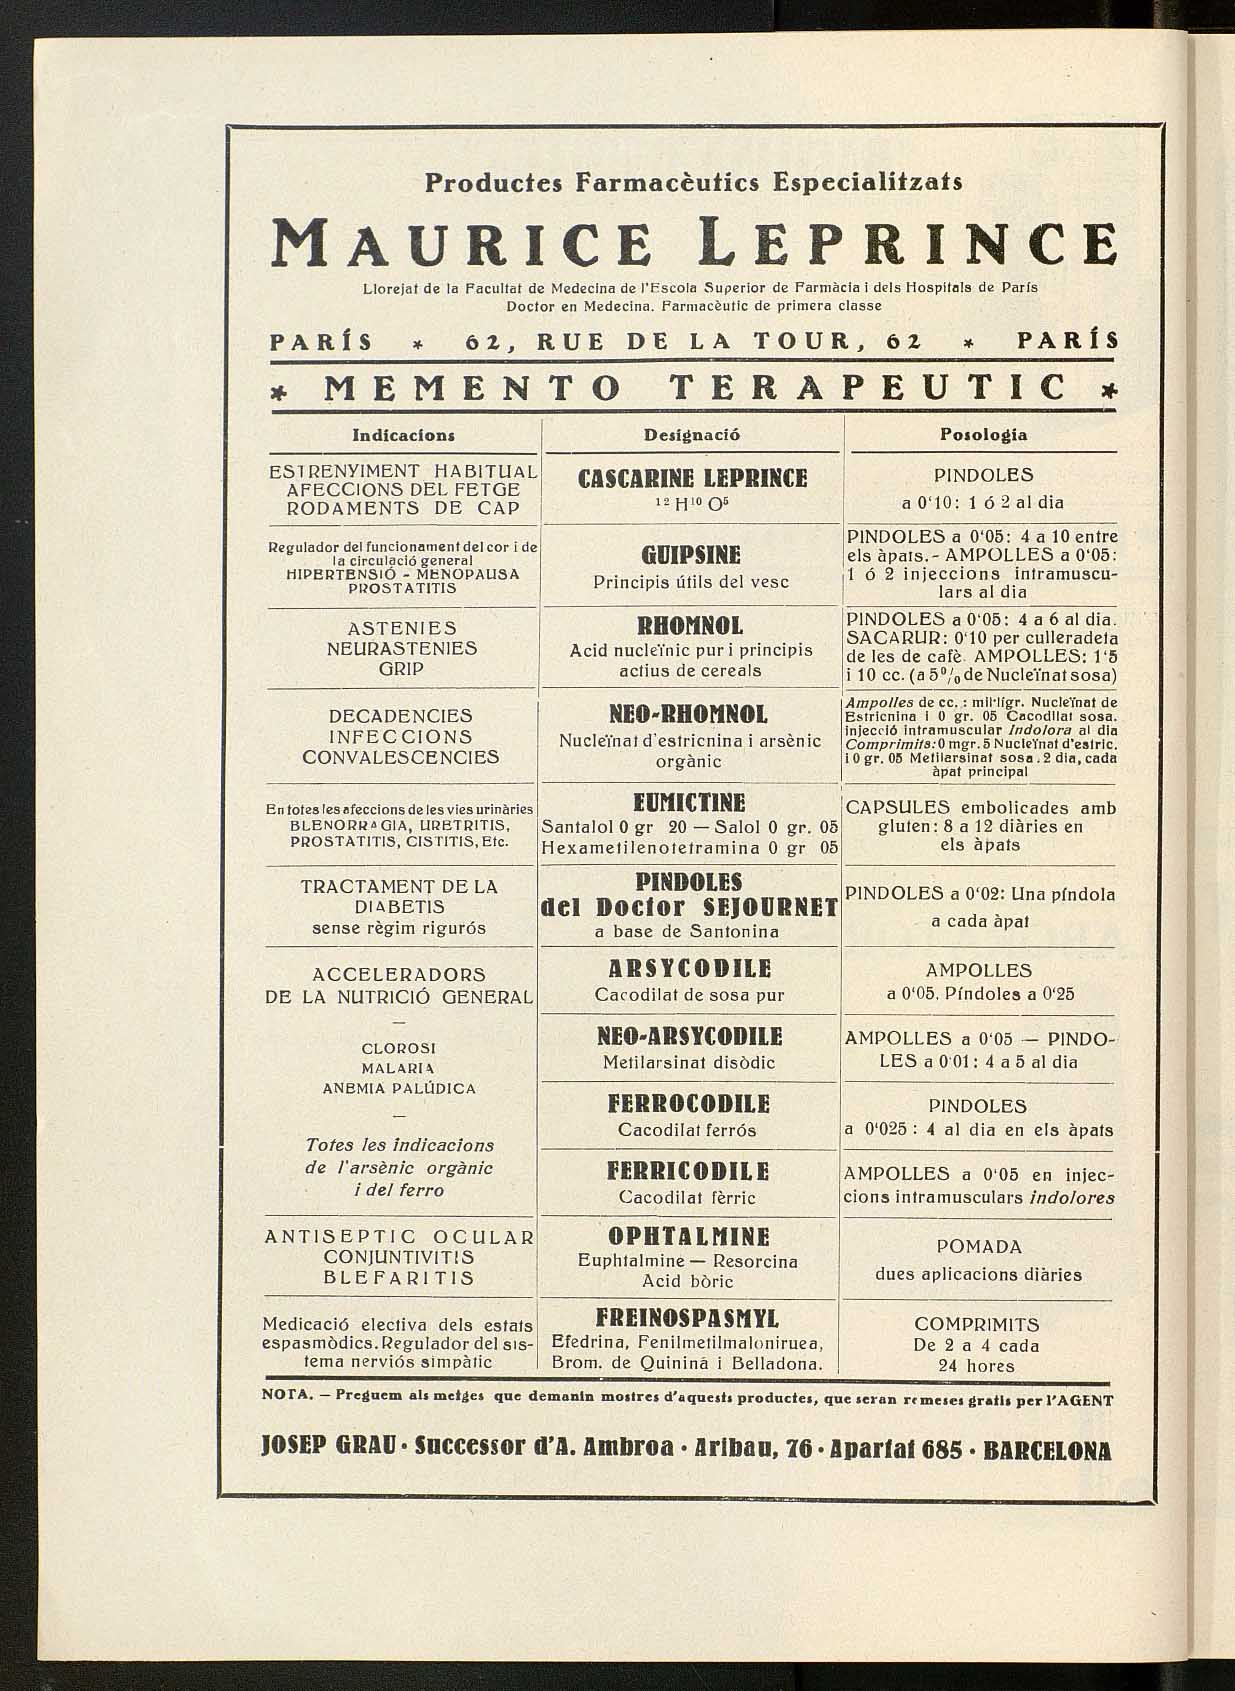 Productes Farmacèutics Especialitzats
MAURICE LEPRINCE
Llorejat de la Facultat de Medecina de l'Escola Superior de Farmàcia i dels Hospitals de París
Doctor en Medecina. Farmacèutic de primera classe
PARÍS * 62, RUE DE LA TOUR, 62 * PARÍS
* MEMENTO TERAPEUTIC *
Indicacions
Designació
Posologia
ESTRENYIMENT HABITUAL
AFECCIONS DEL FETGE
RODAMENTS DE CAP
CASCARINE LEPRINCE
¹² H¹⁰ O⁵
PINDOLES
a 0'10: 1 ó 2 al dia
Regulador del funcionament del cor i de
la circulació general
HIPERTENSIÓ - MENOPAUSA
PROSTATITIS
GUIPSINE
Principis útils del vesc
PINDOLES a 0'05: 4 a 10 entre
els àpats. - AMPOLLES a 0'05:
1 ó 2 injeccions intramuscu-
lars al dia
ASTENIES
NEURASTENIES
GRIP
RHOMNOL
Acid nucleïnic pur i principis
actius de cereals
PINDOLES a 0'05: 4 a 6 al dia.
SACARUR: 0'10 per culleradeta
de les de cafè. AMPOLLES: 1'5
i 10 cc. (a 5% de Nucleïnat sosa)
DECADENCIES
INFECCIONS
CONVALESCENCIES
NEO-RHOMNOL
Nucleïnat d'estricnina i arsènic
orgànic
Ampolles de cc. : mil·lígr. Nucleïnat de
Estricnina i 0 gr. 05 Cacodilat sosa.
Injecció intramuscular Indolora al dia
Comprimits: 0 mgr. 5 Nucleïnat d'estric.
i 0 gr. 05 Metilarsinat sosa. 2 dia, cada
àpat principal
En totes les afeccions de les vies urinàries
BLENORRAGIA, URETRITIS,
PROSTATITIS, CISTITIS, Etc.
EUMICTINE
Santalol 0 gr 20 — Salol 0 gr. 05
Hexametilenotetramina 0 gr 05
CAPSULES embolicades amb
gluten: 8 a 12 diàries en
els àpats
TRACTAMENT DE LA
DIABETIS
sense règim rigurós
PINDOLES
del Doctor SEJOURNET
a base de Santonina
PINDOLES a 0'02: Una píndola
a cada àpat
ACCELERADORS
DE LA NUTRICIÓ GENERAL
—
CLOROSI
MALARIA
ANEMIA PALÚDICA
—
Totes les indicacions
de l'arsènic orgànic
i del ferro
ARSYCODILE
Cacodilat de sosa pur
AMPOLLES
a 0'05. Píndoles a 0'25
NEO-ARSYCODILE
Metilarsinat disòdic
AMPOLLES a 0'05 — PINDO-
LES a 0'01: 4 a 5 al dia
FERROCODILE
Cacodilat ferrós
PINDOLES
a 0'025 : 4 al dia en els àpats
FERRICODILE
Cacodilat fèrric
AMPOLLES a 0'05 en injec-
cions intramusculars indolores
ANTISEPTIC OCULAR
CONJUNTIVITIS
BLEFARITIS
OPHTALMINE
Euphtalmine — Resorcina
Acid bòric
POMADA
dues aplicacions diàries
Medicació electiva dels estats
espasmòdics. Regulador del sis-
tema nerviós simpàtic
FREINOSPASMYL
Efedrina, Fenilmetilmaloniruea,
Brom. de Quinina i Belladona.
COMPRIMITS
De 2 a 4 cada
24 hores
NOTA. — Preguem als metges que demanin mostres d'aquests productes, que seran remeses gratis per l'AGENT
JOSEP GRAU · Successor d'A. Ambroa · Aribau, 76 · Apartat 685 · BARCELONA